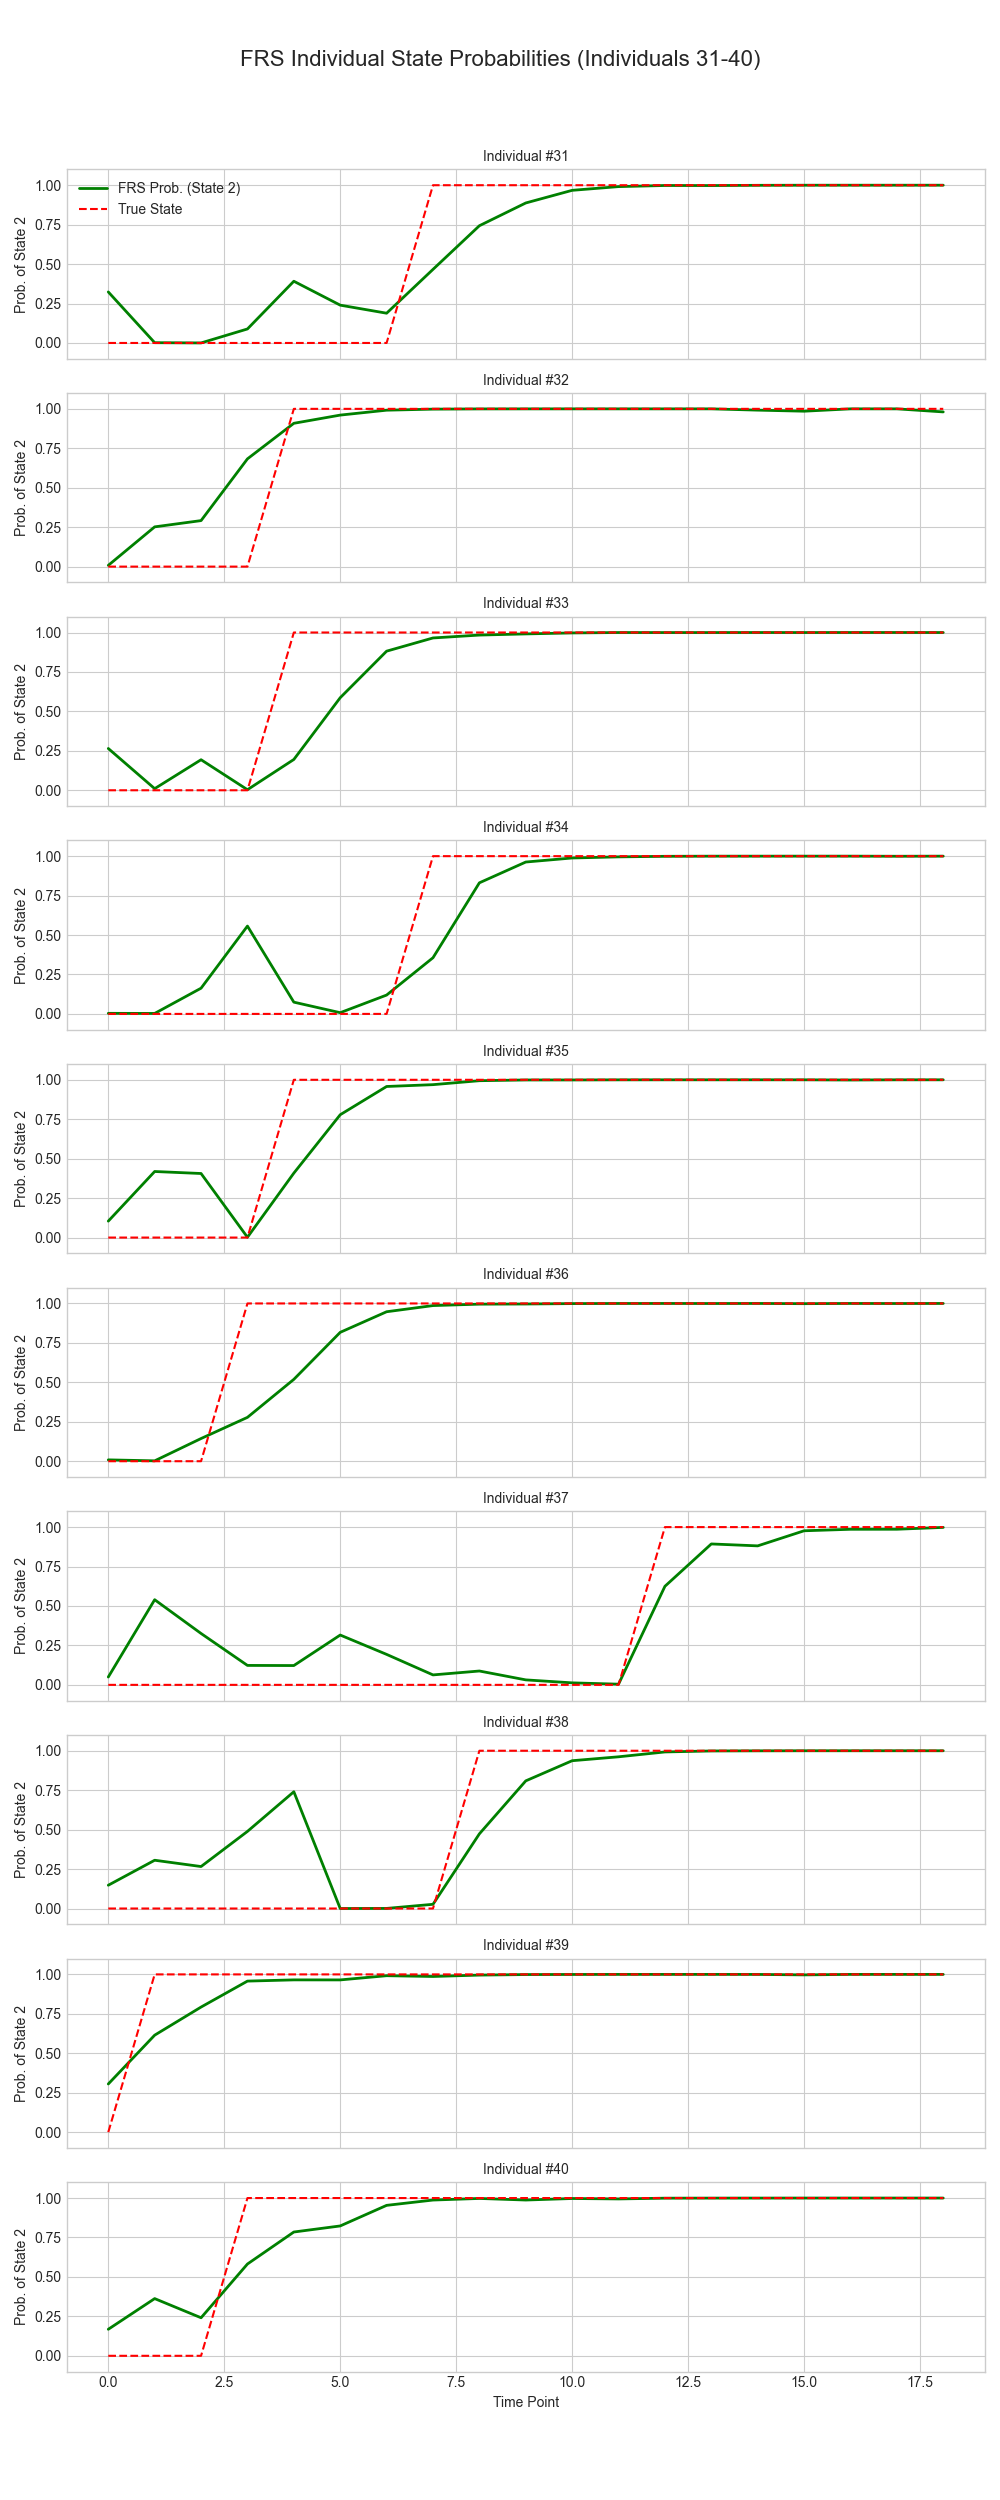 FRS Individual State Probabilities (Individuals 31-40)
Individual #31
FRS Prob. (State 2)
True State
Prob. of State 2
1.00
0.75
0.50
0.25
0.00
Individual #32
Prob. of State 2
1.00
0.75
0.50
0.25
0.00
Individual #33
Prob. of State 2
1.00
0.75
0.50
0.25
0.00
Individual #34
Prob. of State 2
1.00
0.75
0.50
0.25
0.00
Individual #35
Prob. of State 2
1.00
0.75
0.50
0.25
0.00
Individual #36
Prob. of State 2
1.00
0.75
0.50
0.25
0.00
Individual #37
Prob. of State 2
1.00
0.75
0.50
0.25
0.00
Individual #38
Prob. of State 2
1.00
0.75
0.50
0.25
0.00
Individual #39
Prob. of State 2
1.00
0.75
0.50
0.25
0.00
Individual #40
Prob. of State 2
1.00
0.75
0.50
0.25
0.00
0.0 2.5 5.0 7.5 10.0 12.5 15.0 17.5
Time Point